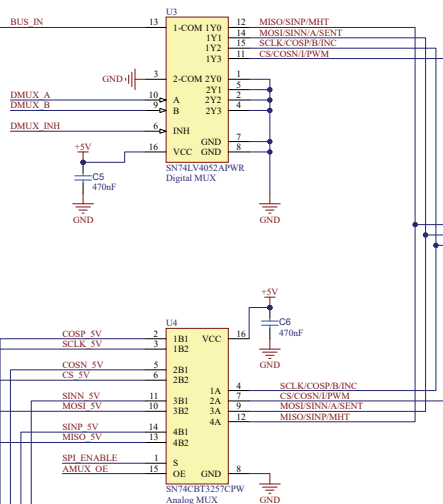 U3
BUS_IN 13 1-COM 1Y0 12 MISO/SINP/MHT
1Y1 14 MOSI/SINN/A/SENT
1Y2 15 SCLK/COSP/B/INC
1Y3 11 CS/COSN/I/PWM
GND 3 2-COM 2Y0 1
2Y1 5
DMUX_A 10 A 2Y2 2
DMUX_B 9 B 2Y3 4
DMUX_INH 6 INH
GND 7
+5V 16 VCC GND 8
SN74LV4052APWR
Digital MUX
C5
470nF
GND GND
U4
+5V
C6
470nF
GND
COSP_5V 2 1B1 VCC 16
SCLK_5V 3 1B2
COSN_5V 5 2B1
CS_5V 6 2B2
1A 4 SCLK/COSP/B/INC
SINN_5V 11 3B1 2A 7 CS/COSN/I/PWM
MOSI_5V 10 3B2 3A 9 MOSI/SINN/A/SENT
4A 12 MISO/SINP/MHT
SINP_5V 14 4B1
MISO_5V 13 4B2
SPI_ENABLE 1 S
AMUX_OE 15 OE GND 8
SN74CBT3257CPW
Analog MUX
GND